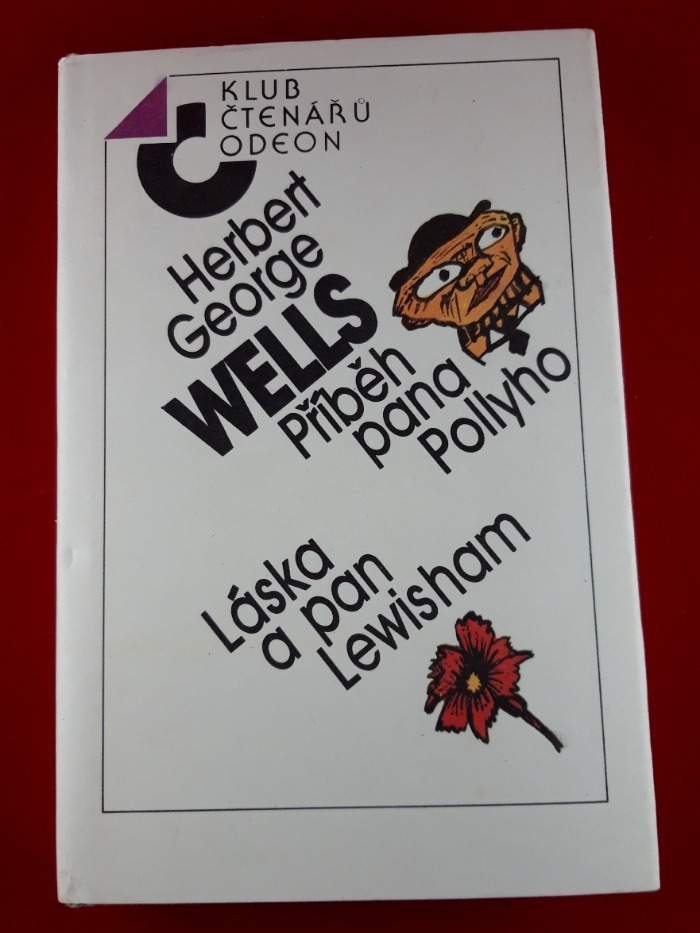 KLUB
ČTENÁŘŮ
ODEON
Herbert
George
WELLS
Příběh
pana
Pollyho
Láska
a pan
Lewisham